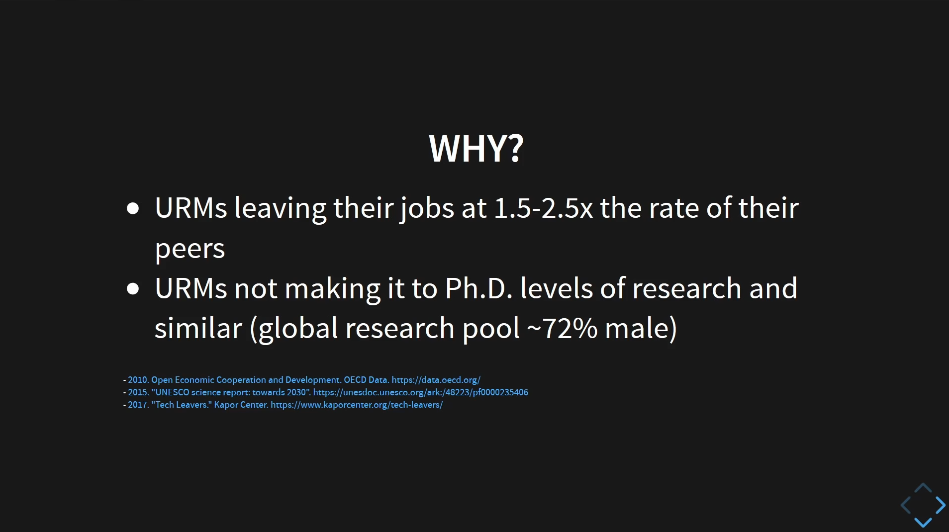 WHY?
● URMs leaving their jobs at 1.5-2.5x the rate of their
peers
● URMs not making it to Ph.D. levels of research and
similar (global research pool ~72% male)
- 2010. Open Economic Cooperation and Development. OECD Data. https://data.oecd.org/
- 2015. "UNESCO science report: towards 2030". https://unesdoc.unesco.org/ark:/48223/pf0000235406
- 2017. "Tech Leavers." Kapor Center. https://www.kaporcenter.org/tech-leavers/